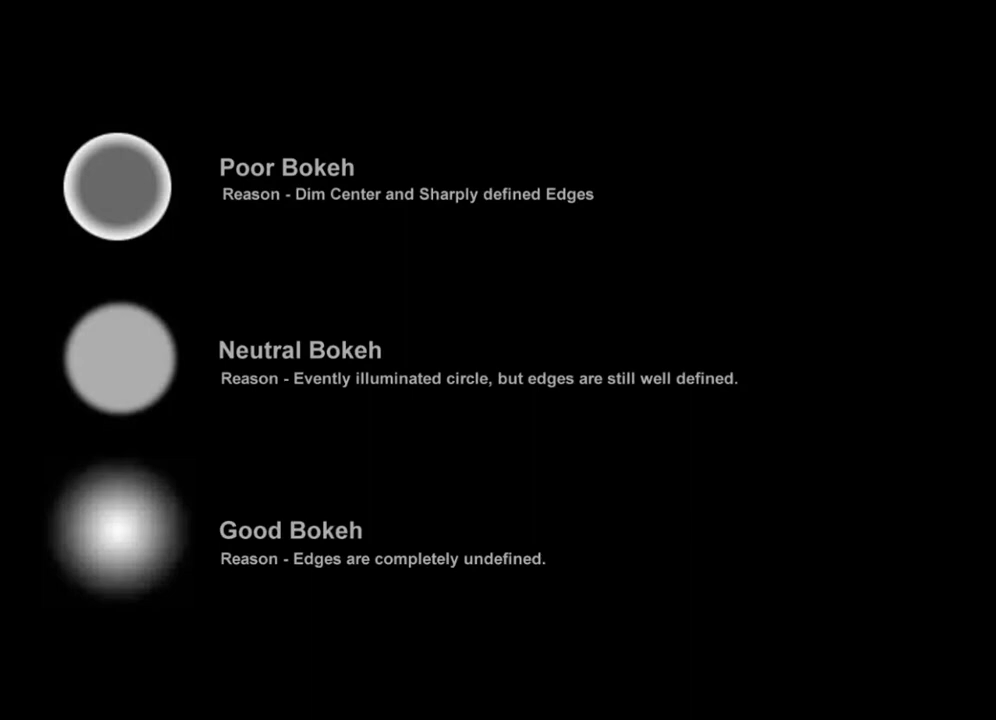 Poor Bokeh
Reason - Dim Center and Sharply defined Edges
Neutral Bokeh
Reason - Evently illuminated circle, but edges are still well defined.
Good Bokeh
Reason - Edges are completely undefined.